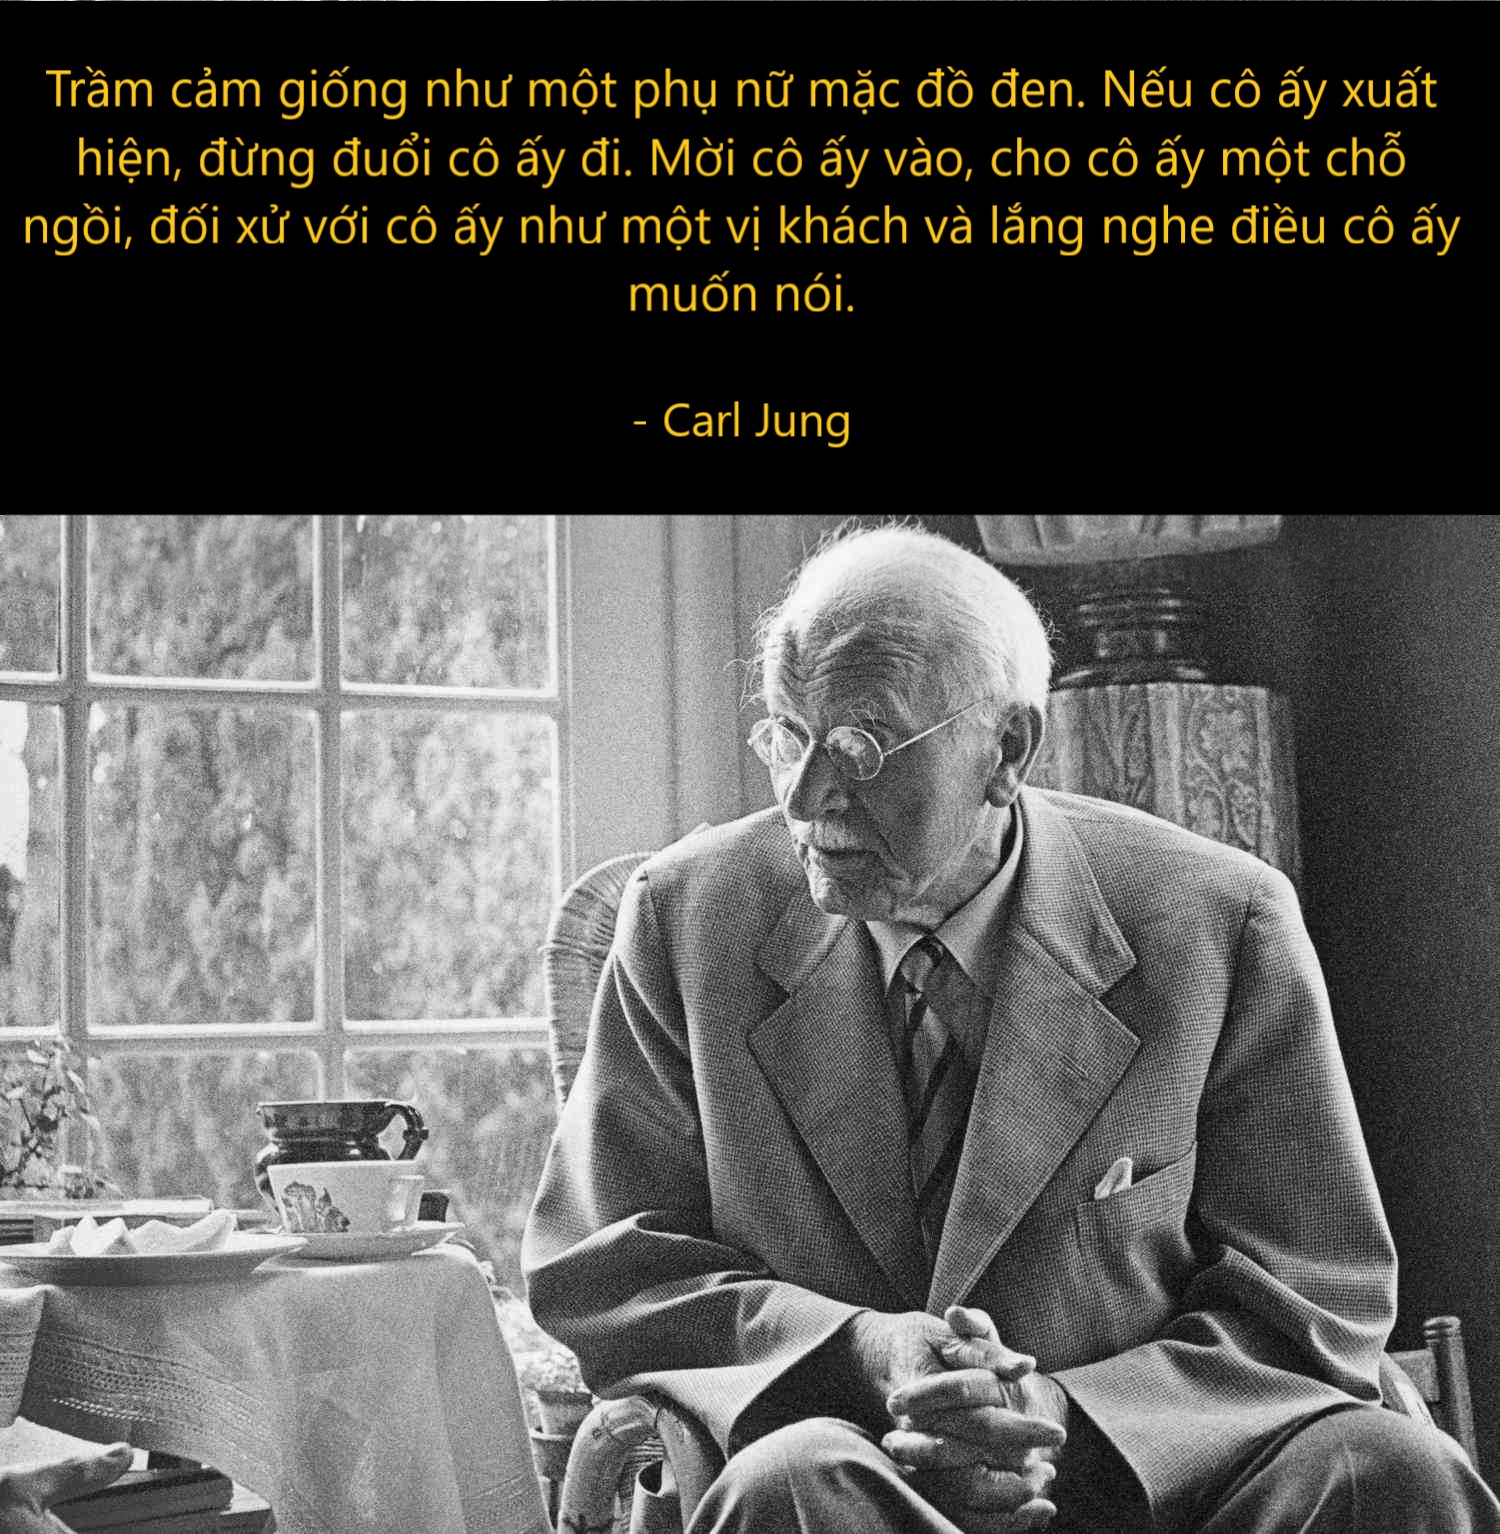 Trầm cảm giống như một phụ nữ mặc đồ đen. Nếu cô ấy xuất
hiện, đừng đuổi cô ấy đi. Mời cô ấy vào, cho cô ấy một chỗ
ngồi, đối xử với cô ấy như một vị khách và lắng nghe điều cô ấy
muốn nói.
- Carl Jung